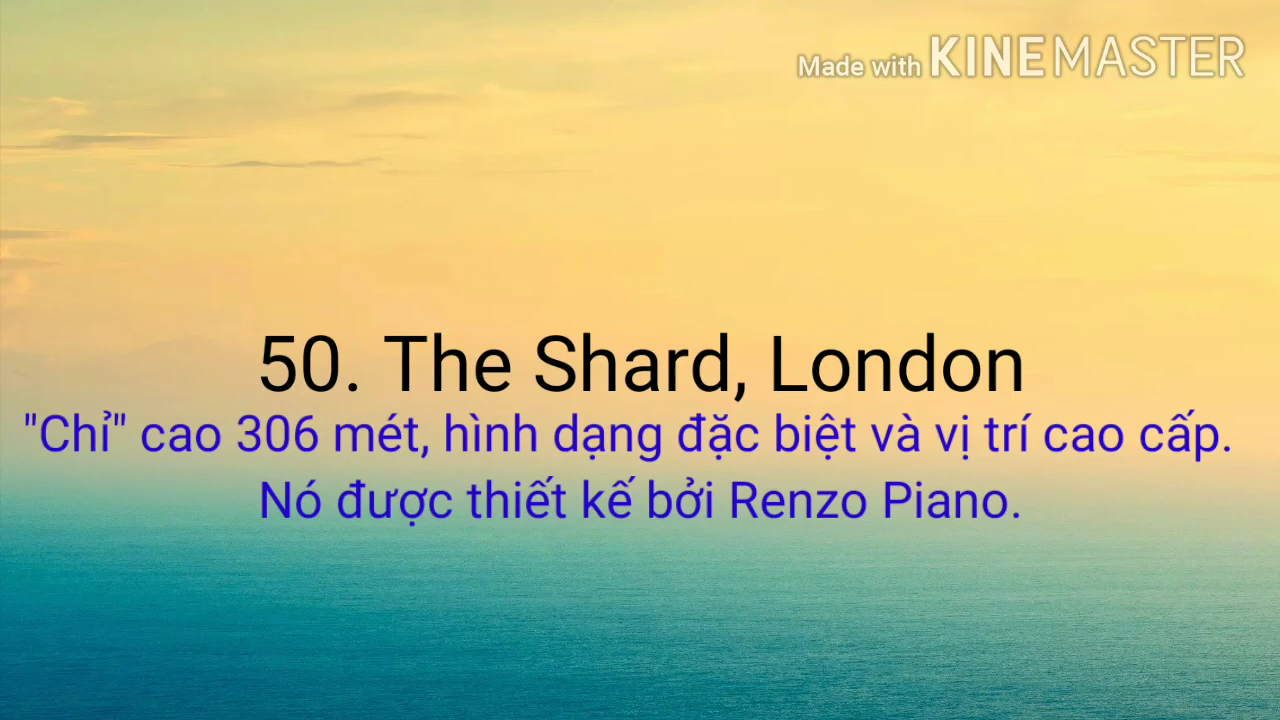 Made with KINEMASTER
50. The Shard, London
"Chỉ" cao 306 mét, hình dạng đặc biệt và vị trí cao cấp.
Nó được thiết kế bởi Renzo Piano.